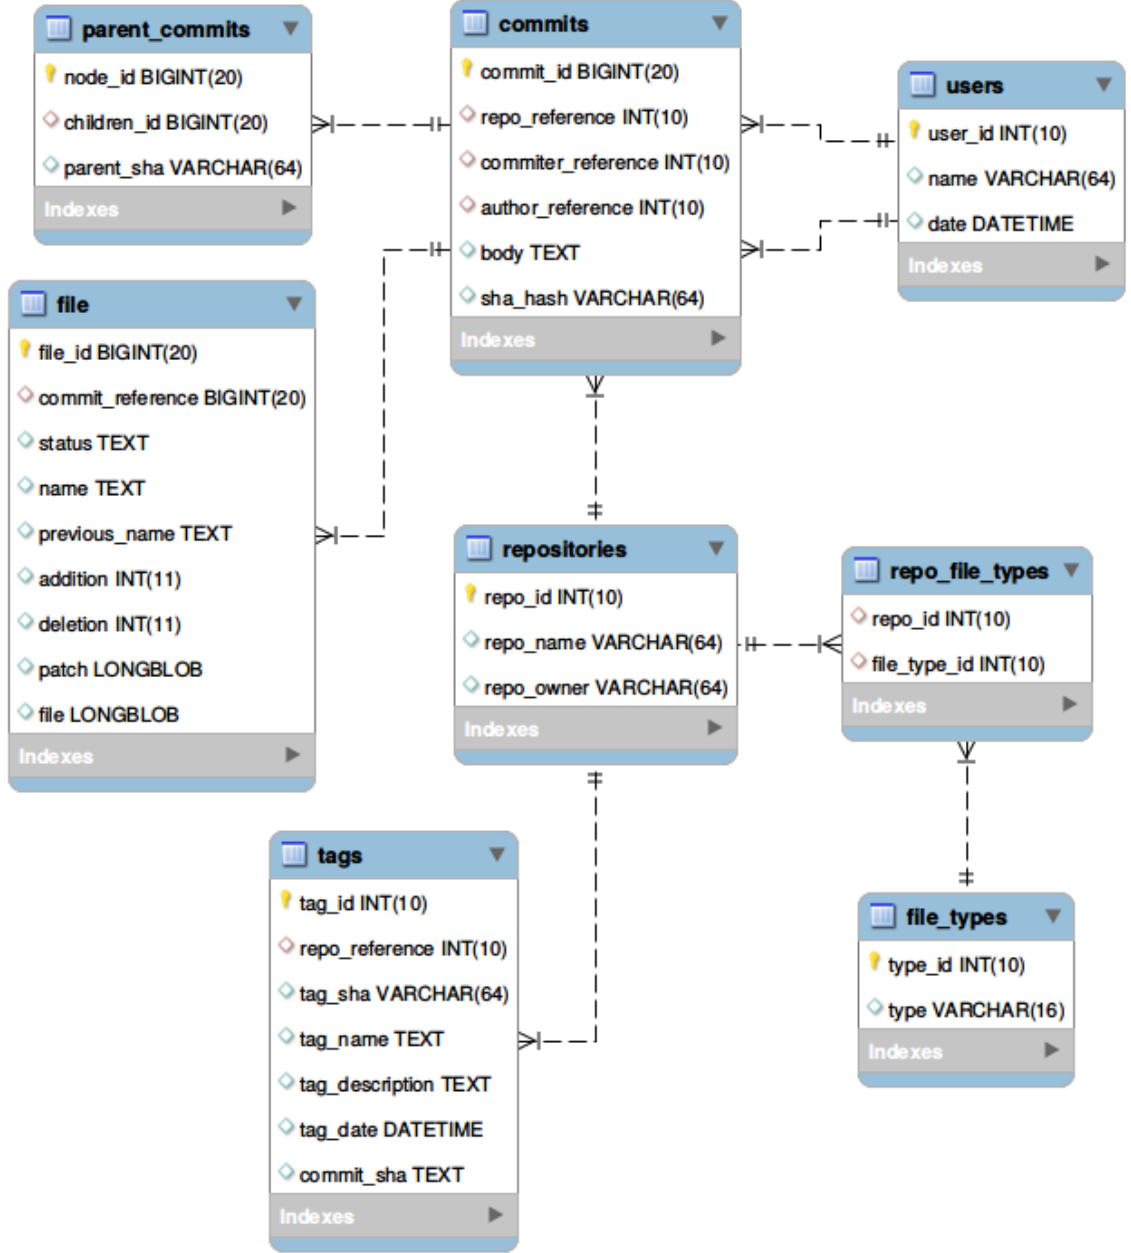 parent_commits
node_id BIGINT(20)
children_id BIGINT(20)
parent_sha VARCHAR(64)
Indexes
commits
commit_id BIGINT(20)
repo_reference INT(10)
commiter_reference INT(10)
author_reference INT(10)
body TEXT
sha_hash VARCHAR(64)
Indexes
users
user_id INT(10)
name VARCHAR(64)
date DATETIME
Indexes
file
file_id BIGINT(20)
commit_reference BIGINT(20)
status TEXT
name TEXT
previous_name TEXT
addition INT(11)
deletion INT(11)
patch LONGBLOB
file LONGBLOB
Indexes
repositories
repo_id INT(10)
repo_name VARCHAR(64)
repo_owner VARCHAR(64)
Indexes
repo_file_types
repo_id INT(10)
file_type_id INT(10)
Indexes
tags
tag_id INT(10)
repo_reference INT(10)
tag_sha VARCHAR(64)
tag_name TEXT
tag_description TEXT
tag_date DATETIME
commit_sha TEXT
Indexes
file_types
type_id INT(10)
type VARCHAR(16)
Indexes